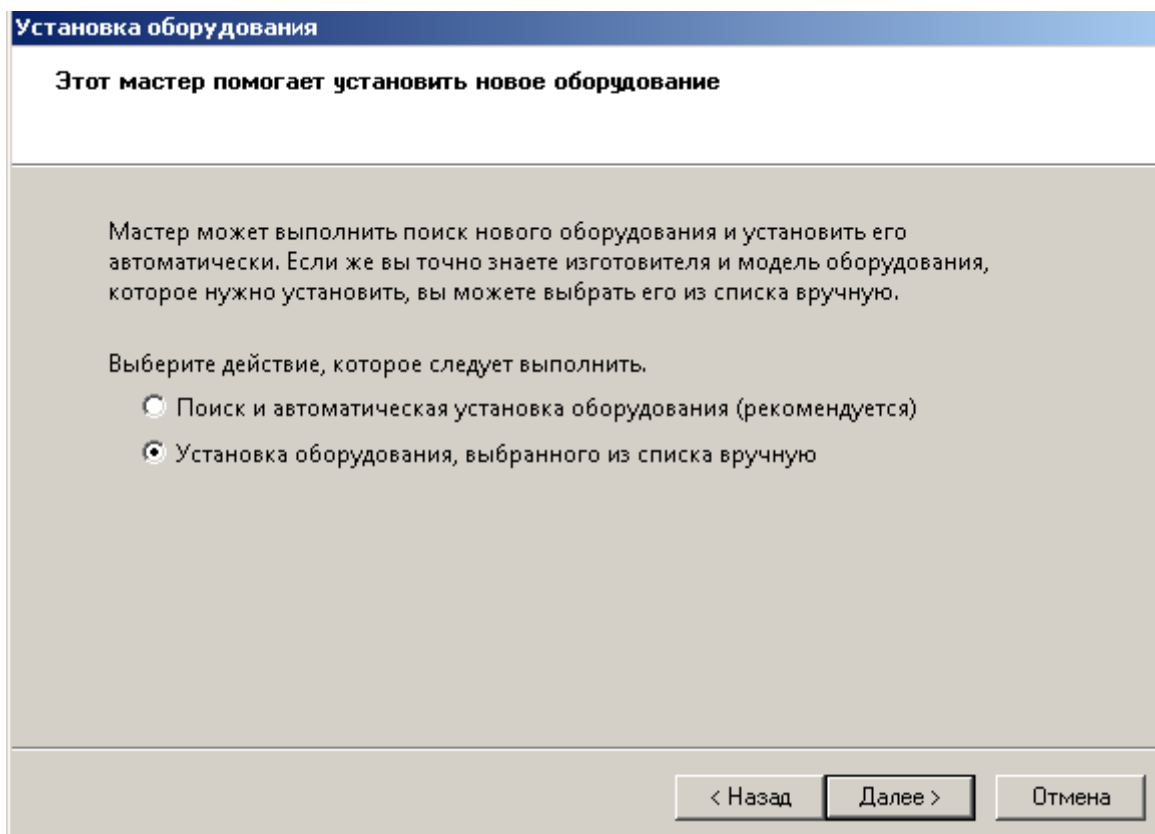 Установка оборудования
Этот мастер помогает установить новое оборудование
Мастер может выполнить поиск нового оборудования и установить его
автоматически. Если же вы точно знаете изготовителя и модель оборудования,
которое нужно установить, вы можете выбрать его из списка вручную.
Выберите действие, которое следует выполнить.
Поиск и автоматическая установка оборудования (рекомендуется)
Установка оборудования, выбранного из списка вручную
< Назад Далее > Отмена